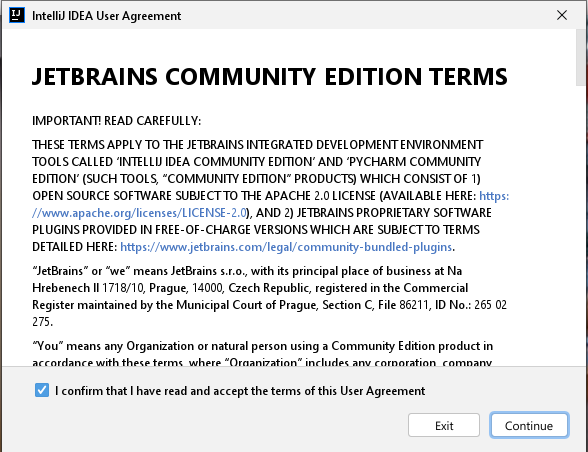 IJ
IntelliJ IDEA User Agreement
JETBRAINS COMMUNITY EDITION TERMS
IMPORTANT! READ CAREFULLY:
THESE TERMS APPLY TO THE JETBRAINS INTEGRATED DEVELOPMENT ENVIRONMENT
TOOLS CALLED ‘INTELLIJ IDEA COMMUNITY EDITION’ AND ‘PYCHARM COMMUNITY
EDITION’ (SUCH TOOLS, “COMMUNITY EDITION” PRODUCTS) WHICH CONSIST OF 1)
OPEN SOURCE SOFTWARE SUBJECT TO THE APACHE 2.0 LICENSE (AVAILABLE HERE: https:
//www.apache.org/licenses/LICENSE-2.0), AND 2) JETBRAINS PROPRIETARY SOFTWARE
PLUGINS PROVIDED IN FREE-OF-CHARGE VERSIONS WHICH ARE SUBJECT TO TERMS
DETAILED HERE: https://www.jetbrains.com/legal/community-bundled-plugins.
“JetBrains” or “we” means JetBrains s.r.o., with its principal place of business at Na
Hrebenech II 1718/10, Prague, 14000, Czech Republic, registered in the Commercial
Register maintained by the Municipal Court of Prague, Section C, File 86211, ID No.: 265 02
275.
“You” means any Organization or natural person using a Community Edition product in
accordance with these terms, where “Organization” includes any corporation, company
I confirm that I have read and accept the terms of this User Agreement
Exit
Continue